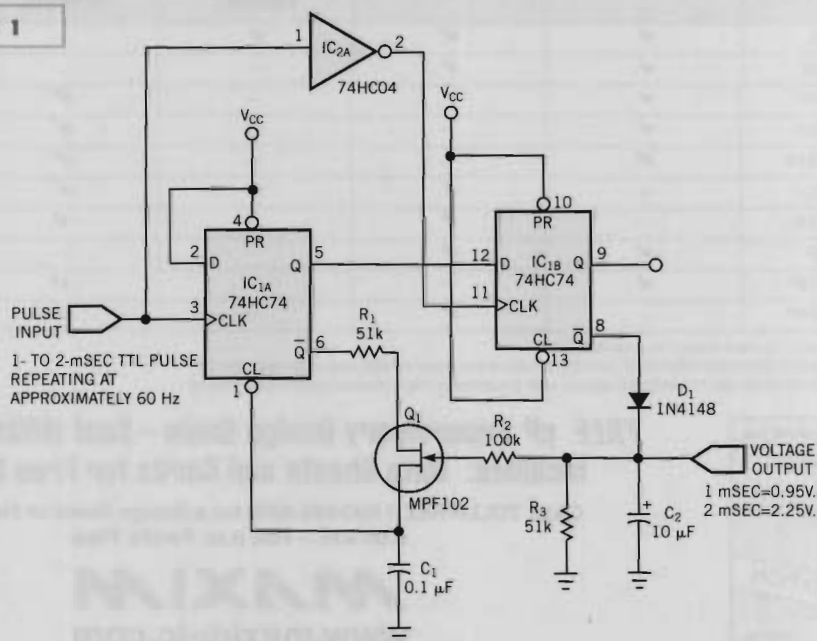 1
1
IC2A
2
74HC04
VCC
VCC
4
PR
2
D
Q
5
IC1A
74HC74
PULSE
INPUT
3
CLK
Q
6
CL
1
1- TO 2-mSEC TTL PULSE
REPEATING AT
APPROXIMATELY 60 Hz
R1
51k
10
PR
12
D
Q
9
IC1B
74HC74
11
CLK
Q
8
CL
13
D1
1N4148
Q1
MPF102
R2
100k
R3
51k
C1
0.1 µF
C2
10 µF
+
VOLTAGE
OUTPUT
1 mSEC=0.95V.
2 mSEC=2.25V.